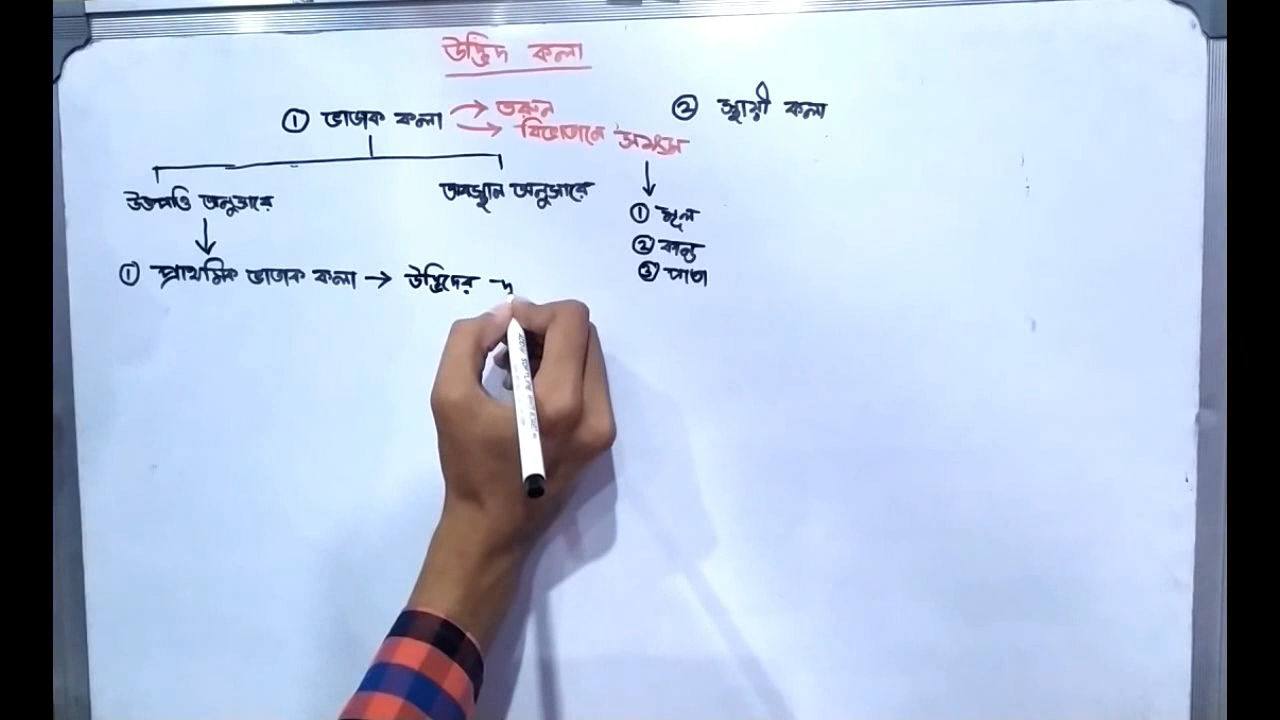 উদ্ভিদ কলা
① ভাজক কলা → তরুন
→ বিভাজনে সক্ষম
② স্থায়ী কলা
উৎপত্তি অনুসারে
অবস্থান অনুসারে
① মূল
② কান্ড
③ পাতা
① প্রাথমিক ভাজক কলা → উদ্ভিদের